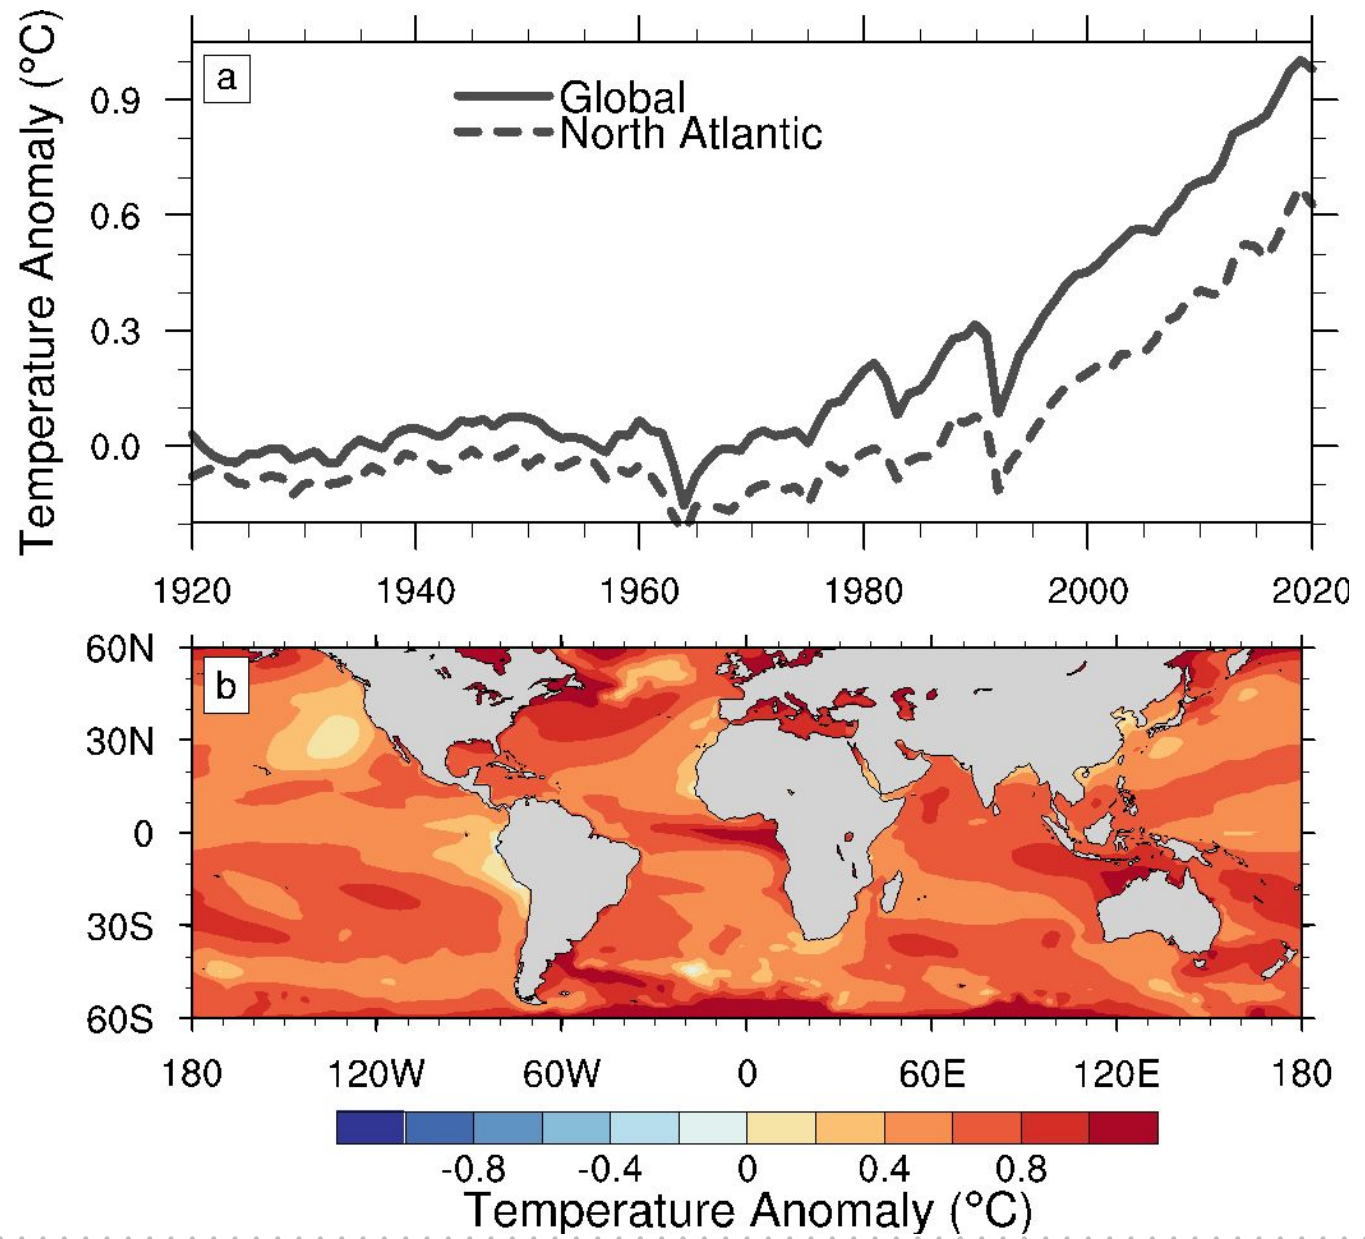 Temperature Anomaly (°C)
a
Global
North Atlantic
0.9
0.6
0.3
0.0
1920 1940 1960 1980 2000 2020
b
60N
30N
0
30S
60S
180 120W 60W 0 60E 120E 180
-0.8 -0.4 0 0.4 0.8
Temperature Anomaly (°C)